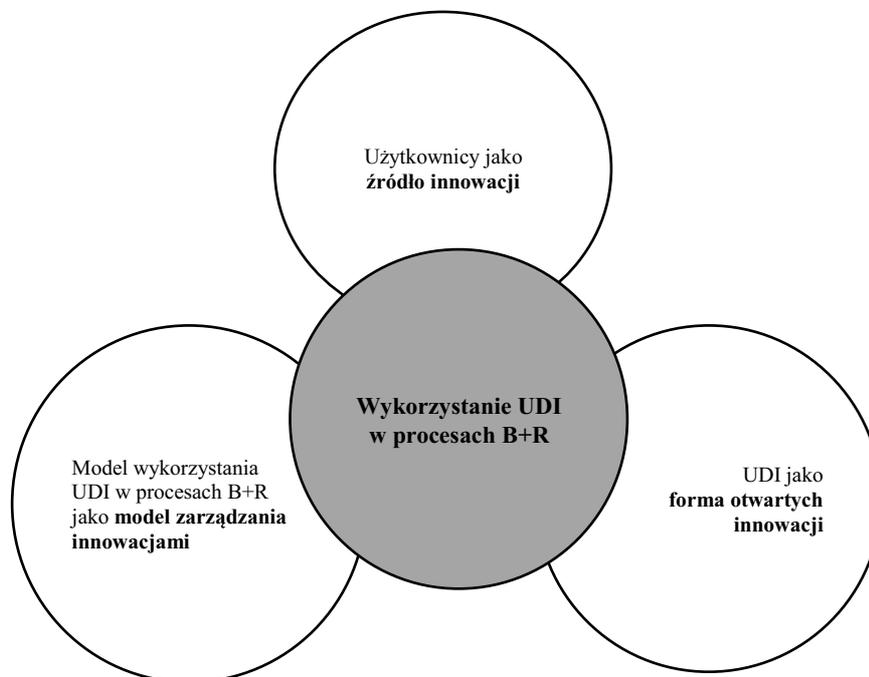 Użytkownicy jako
źródło innowacji
Wykorzystanie UDI
w procesach B+R
Model wykorzystania
UDI w procesach B+R
jako model zarządzania
innowacjami
UDI jako
forma otwartych
innowacji